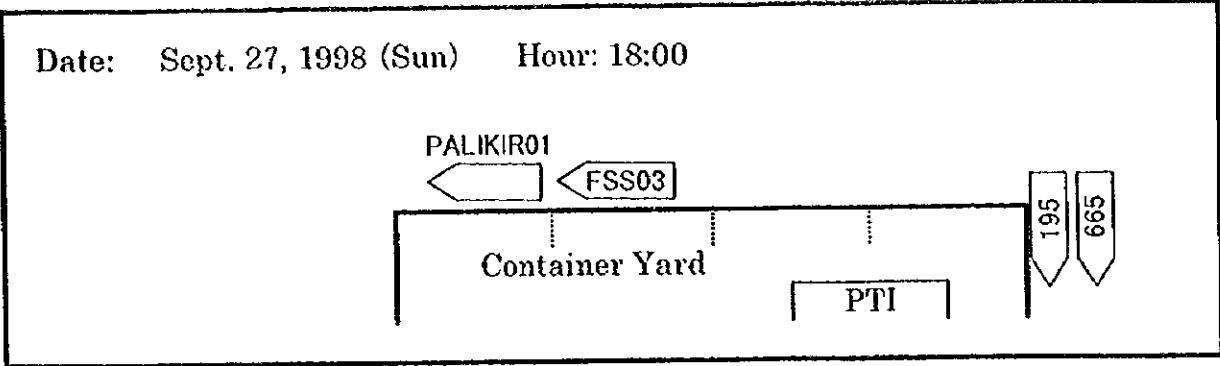 Date: Sept. 27, 1998 (Sun) Hour: 18:00
PALIKIR01
FSS03
195
665
Container Yard
PTI